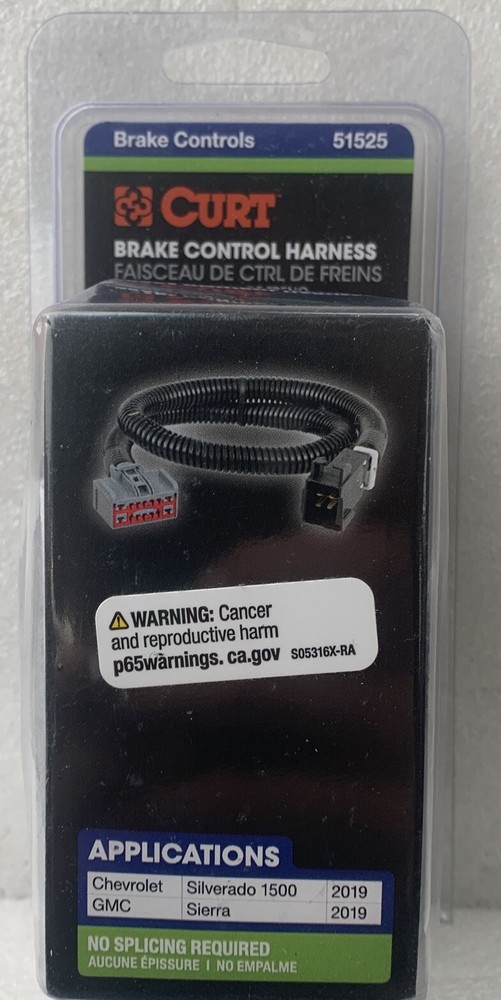 Brake Controls 51525
CURT
BRAKE CONTROL HARNESS
FAISCEAU DE CTRL DE FREINS
WARNING: Cancer
and reproductive harm
p65warnings. ca.gov S05316X-RA
APPLICATIONS
Chevrolet Silverado 1500 2019
GMC Sierra 2019
NO SPLICING REQUIRED
AUCUNE ÉPISSURE | NO EMPALME